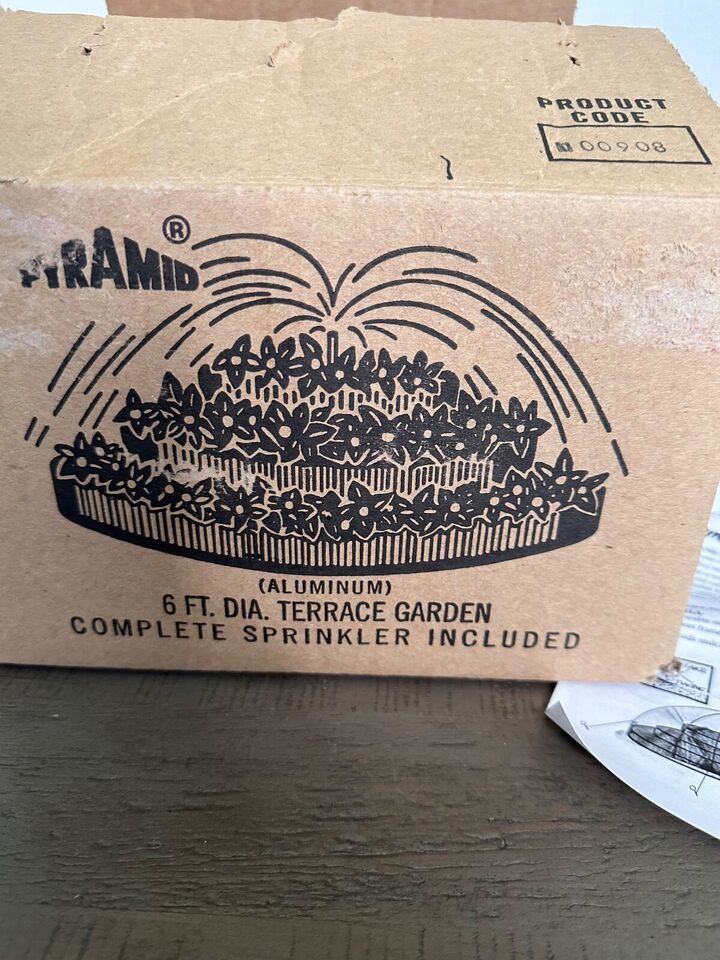 PRODUCT
CODE
00908
PYRAMID®
(ALUMINUM)
6 FT. DIA. TERRACE GARDEN
COMPLETE SPRINKLER INCLUDED